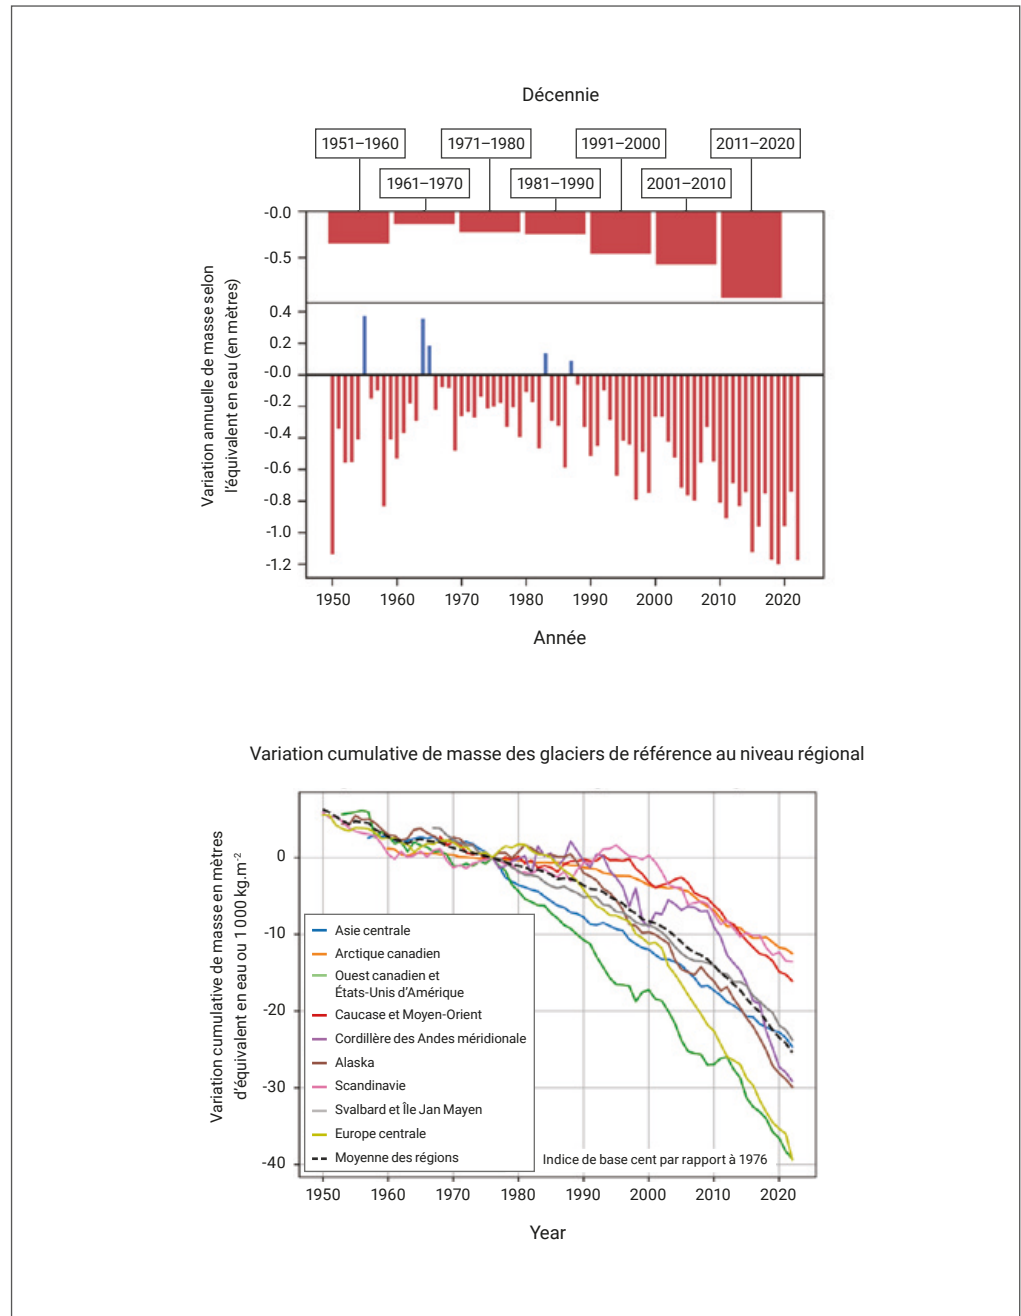 Décennie
1951–1960
1971–1980
1991–2000
2011–2020
1961–1970
1981–1990
2001–2010
-0.0
-0.5
Variation annuelle de masse selon
l’équivalent en eau (en mètres)
0.4
0.2
-0.0
-0.2
-0.4
-0.6
-0.8
-1.0
-1.2
1950 1960 1970 1980 1990 2000 2010 2020
Année
Variation cumulative de masse des glaciers de référence au niveau régional
Variation cumulative de masse en mètres
d’équivalent en eau ou 1 000 kg.m⁻²
0
-10
-20
-30
-40
Asie centrale
Arctique canadien
Ouest canadien et
États-Unis d’Amérique
Caucase et Moyen-Orient
Cordillère des Andes méridionale
Alaska
Scandinavie
Svalbard et Île Jan Mayen
Europe centrale
Moyenne des régions
Indice de base cent par rapport à 1976
1950 1960 1970 1980 1990 2000 2010 2020
Year